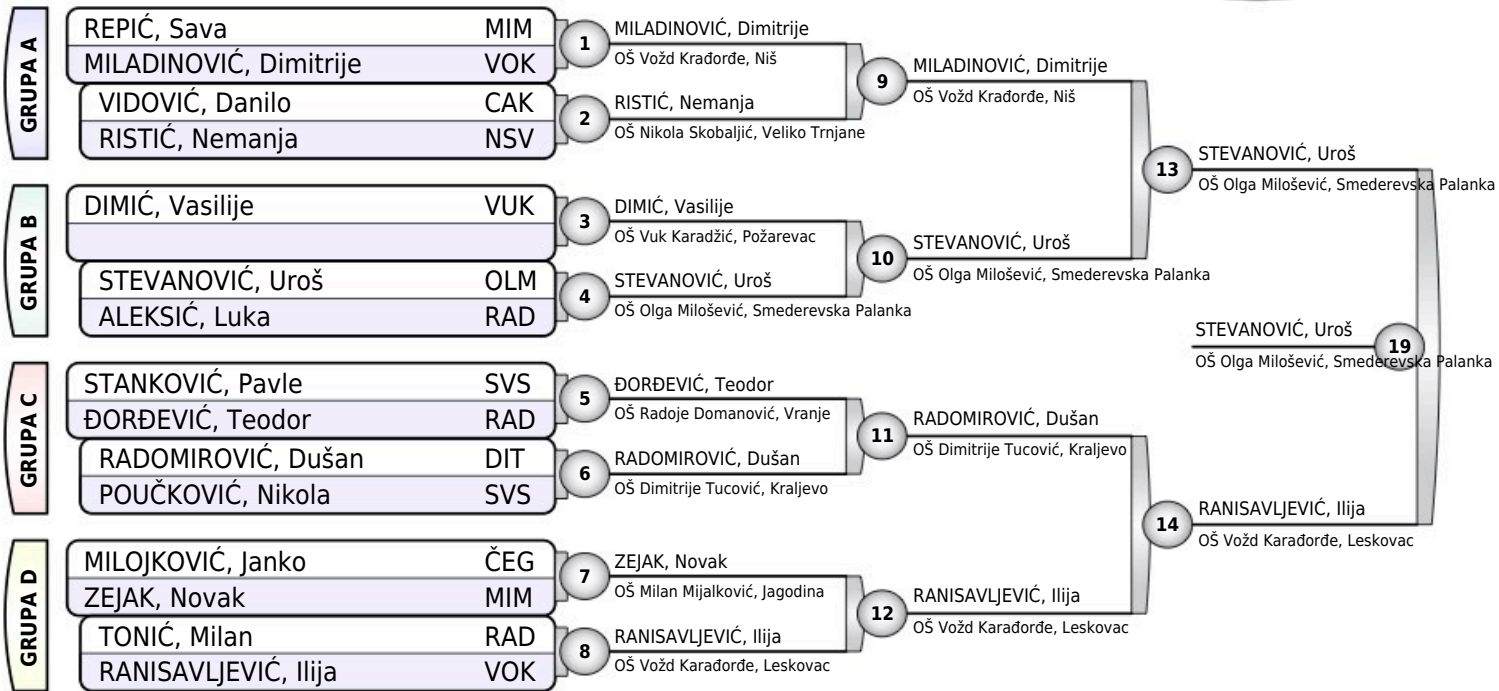 GRUPA A
REPIĆ, Sava MIM
MILADINOVIĆ, Dimitrije VOK
VIDOVIĆ, Danilo CAK
RISTIĆ, Nemanja NSV
GRUPA B
DIMIĆ, Vasilije VUK
STEVANOVIĆ, Uroš OLM
ALEKSIĆ, Luka RAD
GRUPA C
STANKOVIĆ, Pavle SVS
ĐORĐEVIĆ, Teodor RAD
RADOMIROVIĆ, Dušan DIT
POUČKOVIĆ, Nikola SVS
GRUPA D
MILOJKOVIĆ, Janko ČEG
ZEJAK, Novak MIM
TONIĆ, Milan RAD
RANISAVLJEVIĆ, Ilija VOK
1
MILADINOVIĆ, Dimitrije
OŠ Vožd Krađorđe, Niš
2
RISTIĆ, Nemanja
OŠ Nikola Skobaljić, Veliko Trnjane
3
DIMIĆ, Vasilije
OŠ Vuk Karadžić, Požarevac
4
STEVANOVIĆ, Uroš
OŠ Olga Milošević, Smederevska Palanka
5
ĐORĐEVIĆ, Teodor
OŠ Radoje Domanović, Vranje
6
RADOMIROVIĆ, Dušan
OŠ Dimitrije Tucović, Kraljevo
7
ZEJAK, Novak
OŠ Milan Mijalković, Jagodina
8
RANISAVLJEVIĆ, Ilija
OŠ Vožd Karađorđe, Leskovac
9
MILADINOVIĆ, Dimitrije
OŠ Vožd Krađorđe, Niš
10
STEVANOVIĆ, Uroš
OŠ Olga Milošević, Smederevska Palanka
11
RADOMIROVIĆ, Dušan
OŠ Dimitrije Tucović, Kraljevo
12
RANISAVLJEVIĆ, Ilija
OŠ Vožd Karađorđe, Leskovac
13
STEVANOVIĆ, Uroš
OŠ Olga Milošević, Smederevska Palanka
14
RANISAVLJEVIĆ, Ilija
OŠ Vožd Karađorđe, Leskovac
STEVANOVIĆ, Uroš
19
OŠ Olga Milošević, Smederevska Palanka